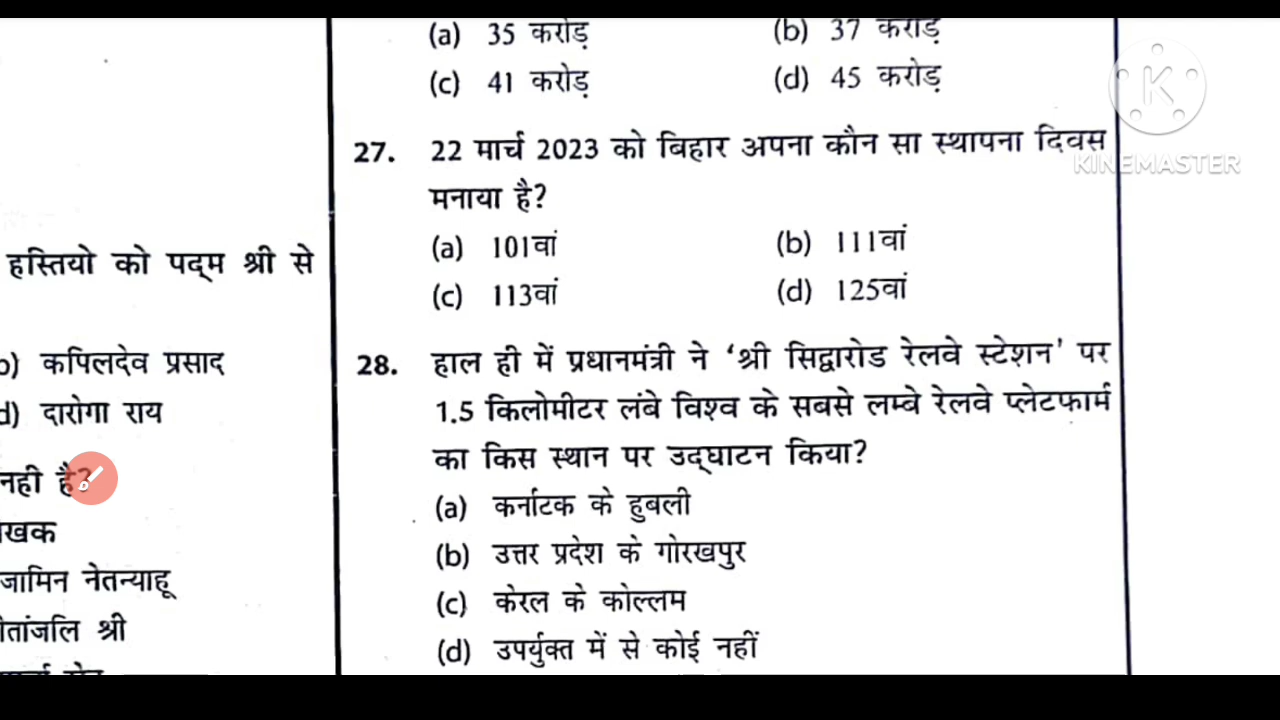 हस्तियो को पद्म श्री से
b) कपिलदेव प्रसाद
d) दारोगा राय
नही है?
जामिन नेतन्याहू
श्री
(a) 35 करोड़ (b) 37 करोड़
(c) 41 करोड़ (d) 45 करोड़
27. 22 मार्च 2023 को बिहार अपना कौन सा स्थापना दिवस
मनाया है?
(a) 101वां (b) 111वां
(c) 113वां (d) 125वां
28. हाल ही में प्रधानमंत्री ने ‘श्री सिद्वारोड रेलवे स्टेशन’ पर
1.5 किलोमीटर लंबे विश्व के सबसे लम्बे रेलवे प्लेटफार्म
का किस स्थान पर उद्घाटन किया?
(a) कर्नाटक के हुबली
(b) उत्तर प्रदेश के गोरखपुर
(c) केरल के कोल्लम
(d) उपर्युक्त में से कोई नहीं
K
KINEMASTER